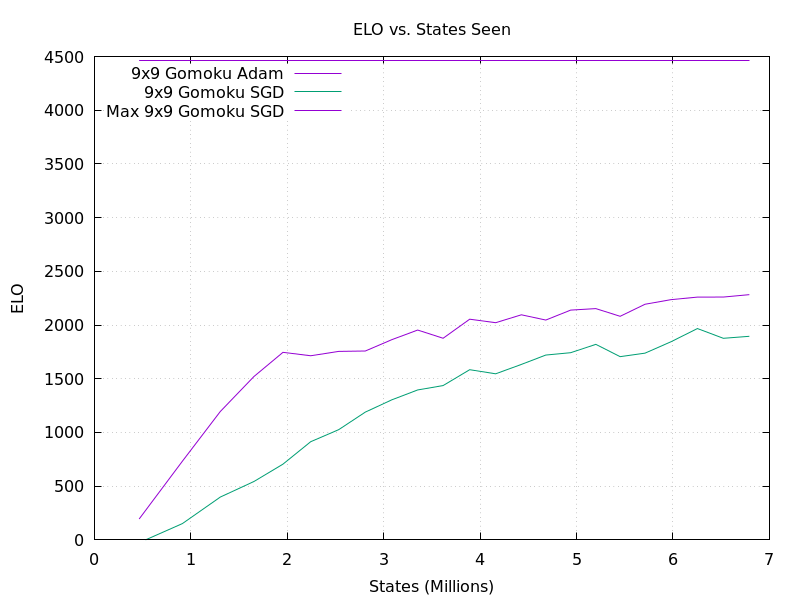 ELO vs. States Seen
4500
4000
3500
3000
2500
2000
1500
1000
500
0
ELO
9x9 Gomoku Adam
9x9 Gomoku SGD
Max 9x9 Gomoku SGD
0 1 2 3 4 5 6 7
States (Millions)